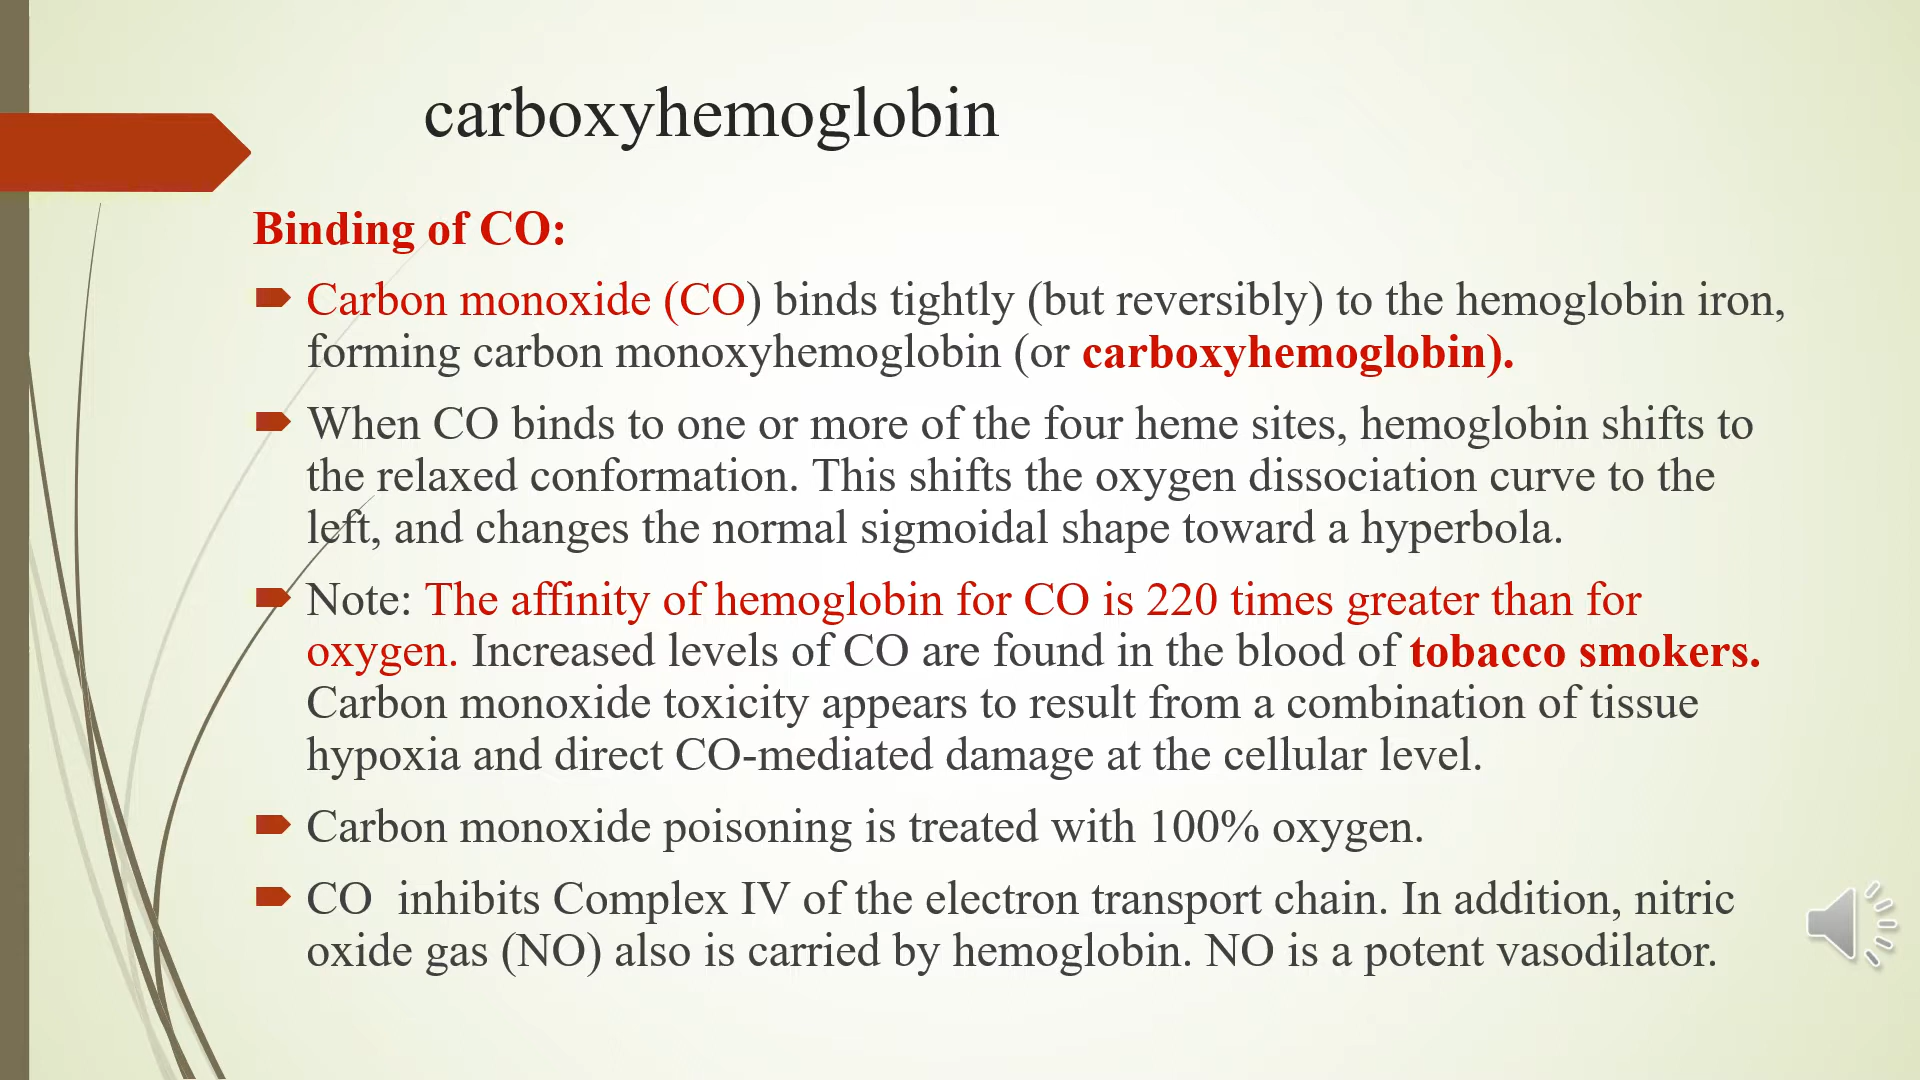 carboxyhemoglobin
Binding of CO:
Carbon monoxide (CO) binds tightly (but reversibly) to the hemoglobin iron,
forming carbon monoxyhemoglobin (or carboxyhemoglobin).
When CO binds to one or more of the four heme sites, hemoglobin shifts to
the relaxed conformation. This shifts the oxygen dissociation curve to the
left, and changes the normal sigmoidal shape toward a hyperbola.
Note: The affinity of hemoglobin for CO is 220 times greater than for
oxygen. Increased levels of CO are found in the blood of tobacco smokers.
Carbon monoxide toxicity appears to result from a combination of tissue
hypoxia and direct CO-mediated damage at the cellular level.
Carbon monoxide poisoning is treated with 100% oxygen.
CO  inhibits Complex IV of the electron transport chain. In addition, nitric
oxide gas (NO) also is carried by hemoglobin. NO is a potent vasodilator.